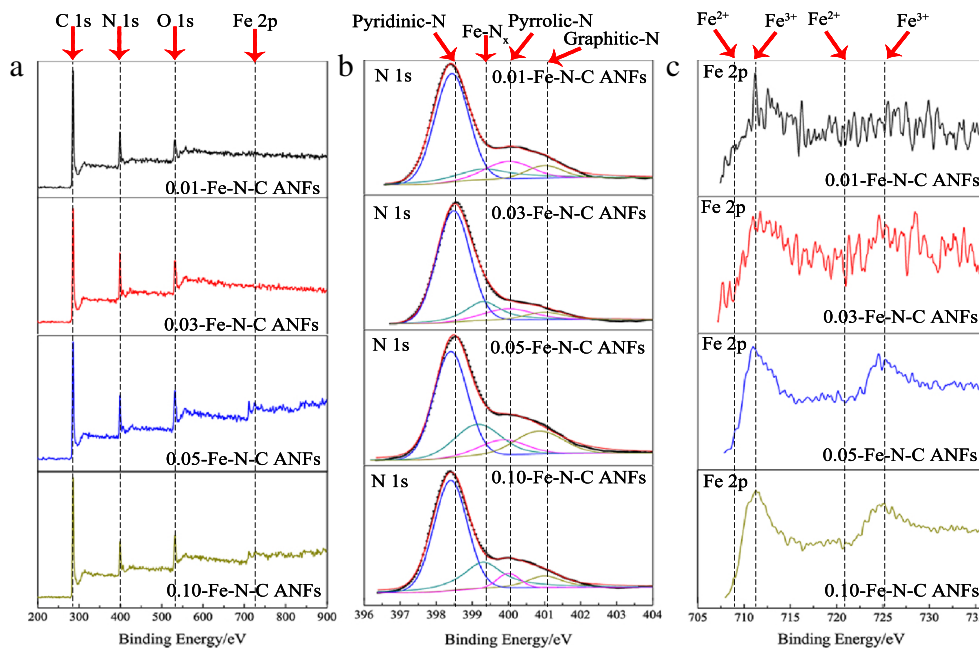 a
C 1s N 1s O 1s Fe 2p
0.01-Fe-N-C ANFs
0.03-Fe-N-C ANFs
0.05-Fe-N-C ANFs
0.10-Fe-N-C ANFs
200 300 400 500 600 700 800 900
Binding Energy/eV
b
Pyridinic-N Fe-Nₓ Pyrrolic-N
Graphitic-N
N 1s 0.01-Fe-N-C ANFs
N 1s 0.03-Fe-N-C ANFs
N 1s 0.05-Fe-N-C ANFs
N 1s 0.10-Fe-N-C ANFs
396 397 398 399 400 401 402 403 404
Binding Energy/eV
c
Fe²⁺ Fe³⁺ Fe²⁺ Fe³⁺
Fe 2p
0.01-Fe-N-C ANFs
Fe 2p
0.03-Fe-N-C ANFs
Fe 2p
0.05-Fe-N-C ANFs
Fe 2p
0.10-Fe-N-C ANFs
705 710 715 720 725 730
Binding Energy/eV